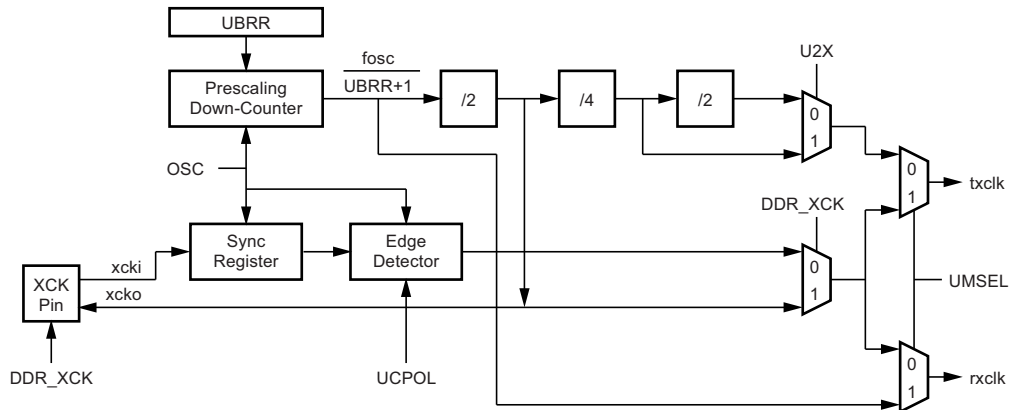 UBRR
fosc
UBRR+1
U2X
Prescaling
Down-Counter
/2
/4
/2
0
1
OSC
0
1
txclk
DDR_XCK
Sync
Register
Edge
Detector
xcki
XCK
Pin
xcko
0
1
UMSEL
DDR_XCK
UCPOL
0
1
rxclk